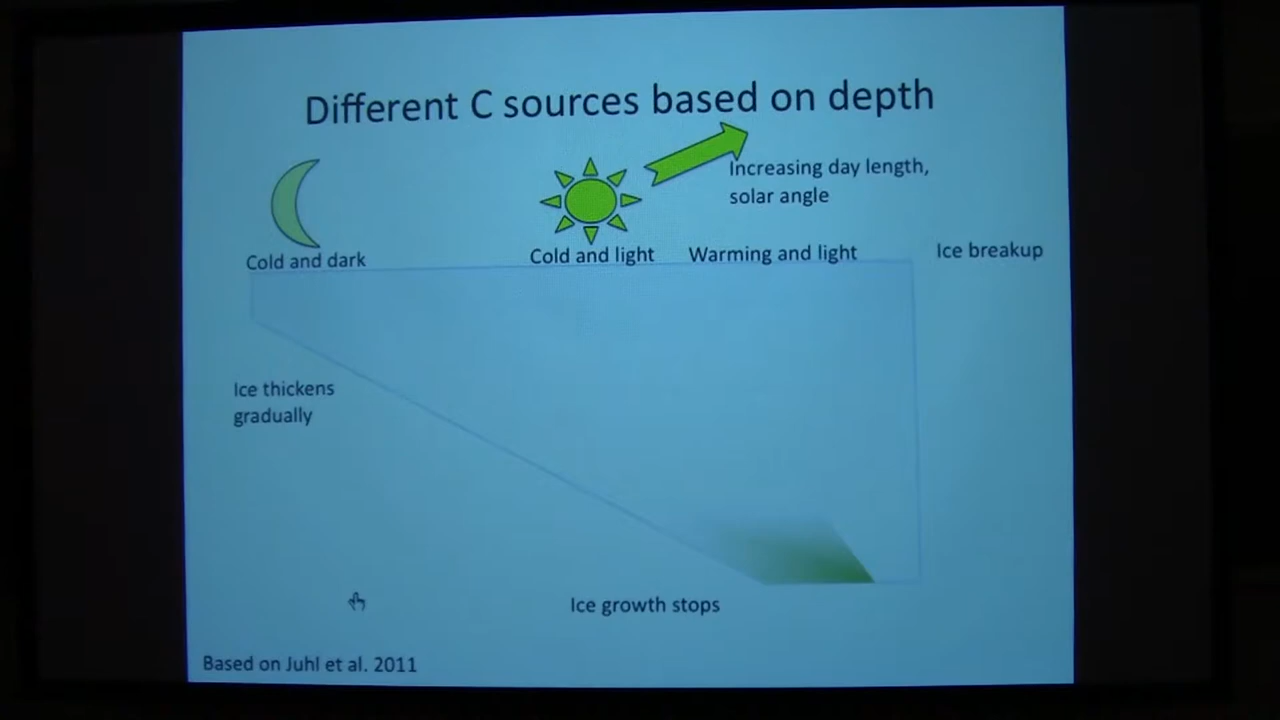 Different C sources based on depth
Increasing day length,
solar angle
Cold and dark
Cold and light
Warming and light
Ice breakup
Ice thickens
gradually
Ice growth stops
Based on Juhl et al. 2011